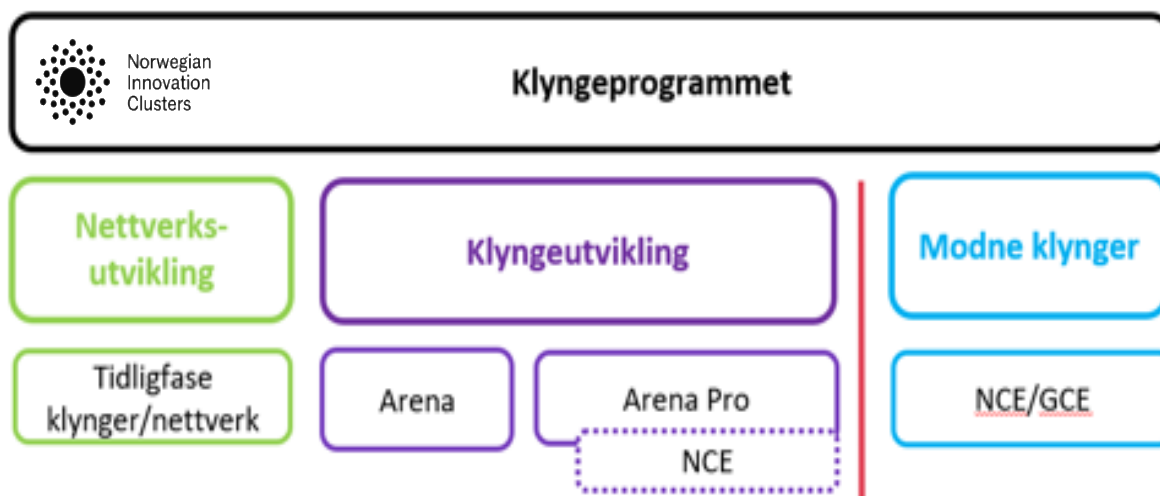 Norwegian
Innovation
Clusters
Klyngeprogrammet
Nettverks-
utvikling
Klyngeutvikling
Modne klynger
Tidligfase
klynger/nettverk
Arena
Arena Pro
NCE
NCE/GCE